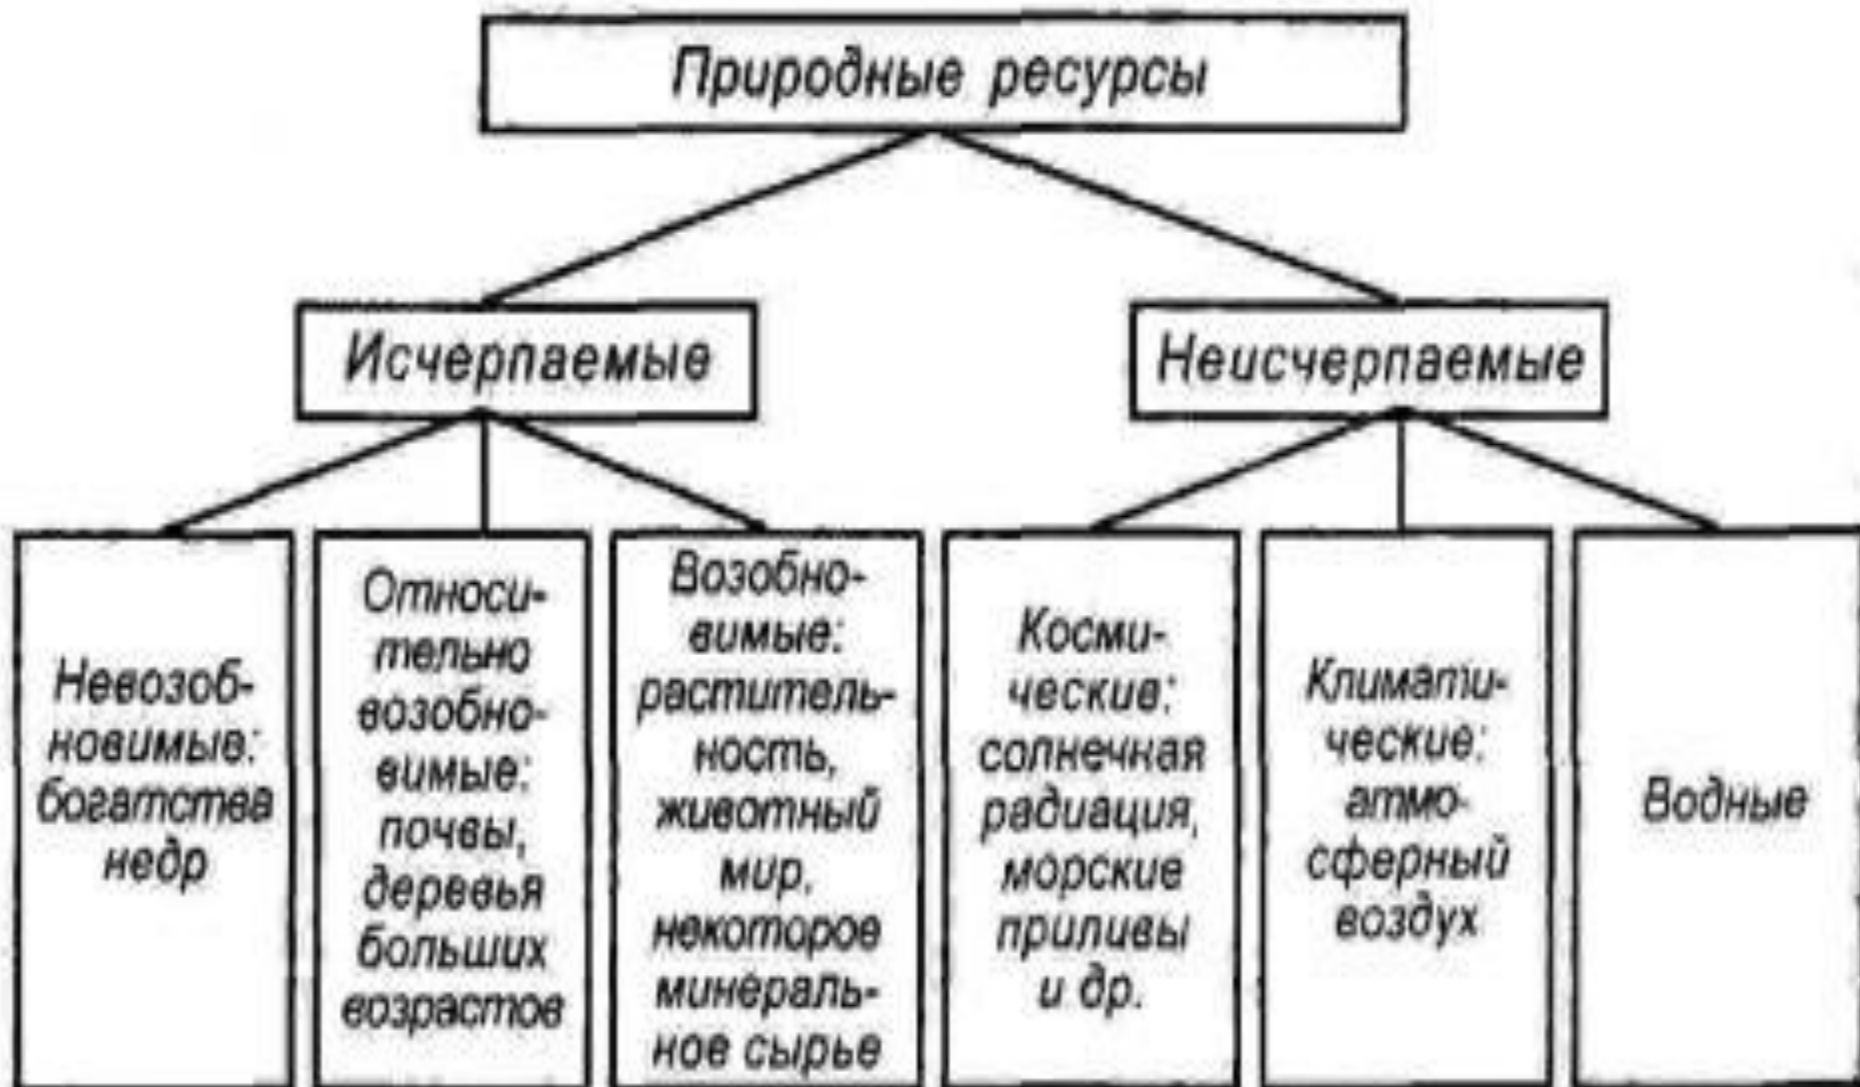 Природные ресурсы
Исчерпаемые
Неисчерпаемые
Невозоб-
новимые:
богатства
недр
Относи-
тельно
возобно-
вимые:
почвы,
деревья
больших
возрастов
Возобно-
вимые:
раститель-
ность,
животный
мир,
некоторое
минераль-
ное сырье
Косми-
ческие:
солнечная
радиация,
морские
приливы
и др.
Климати-
ческие:
атмо-
сферный
воздух
Водные